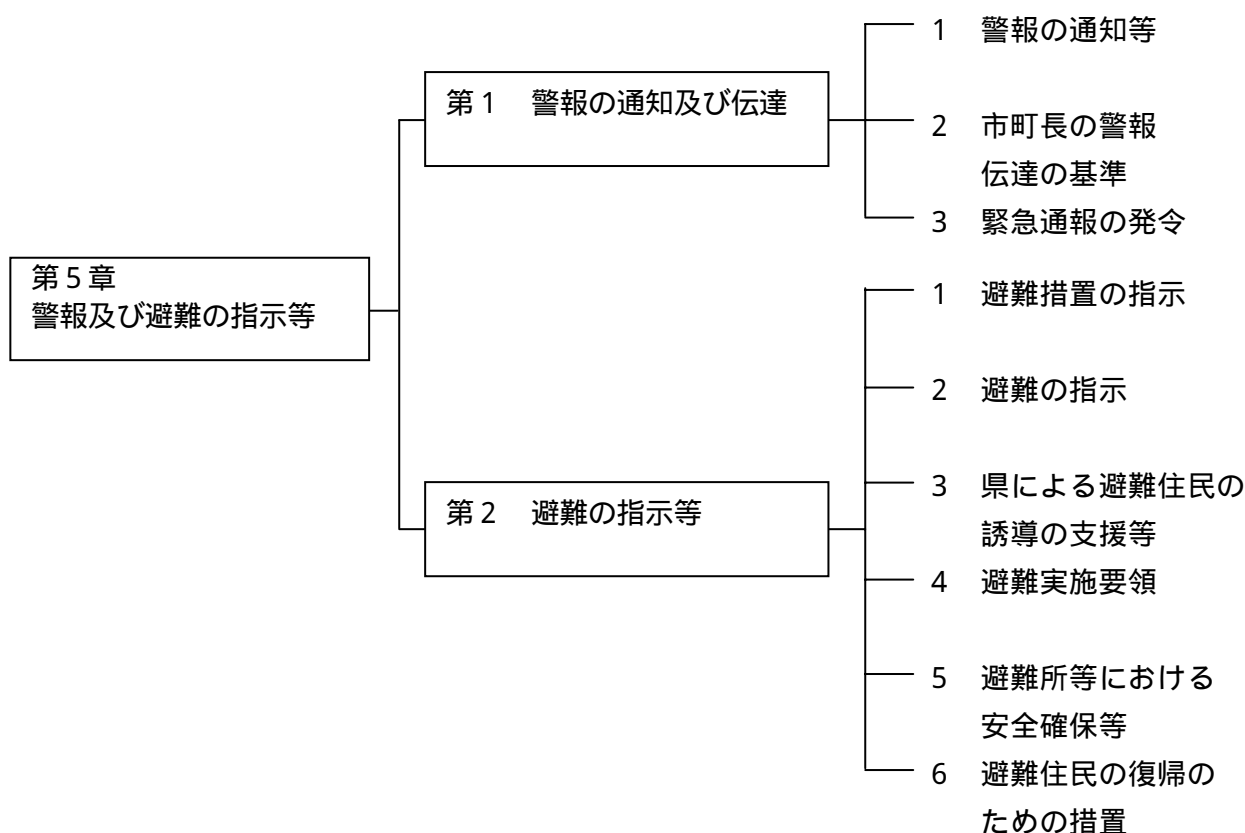 第5章
警報及び避難の指示等
第1 警報の通知及び伝達
1 警報の通知等
2 市町長の警報
伝達の基準
3 緊急通報の発令
第2 避難の指示等
1 避難措置の指示
2 避難の指示
3 県による避難住民の
誘導の支援等
4 避難実施要領
5 避難所等における
安全確保等
6 避難住民の復帰の
ための措置